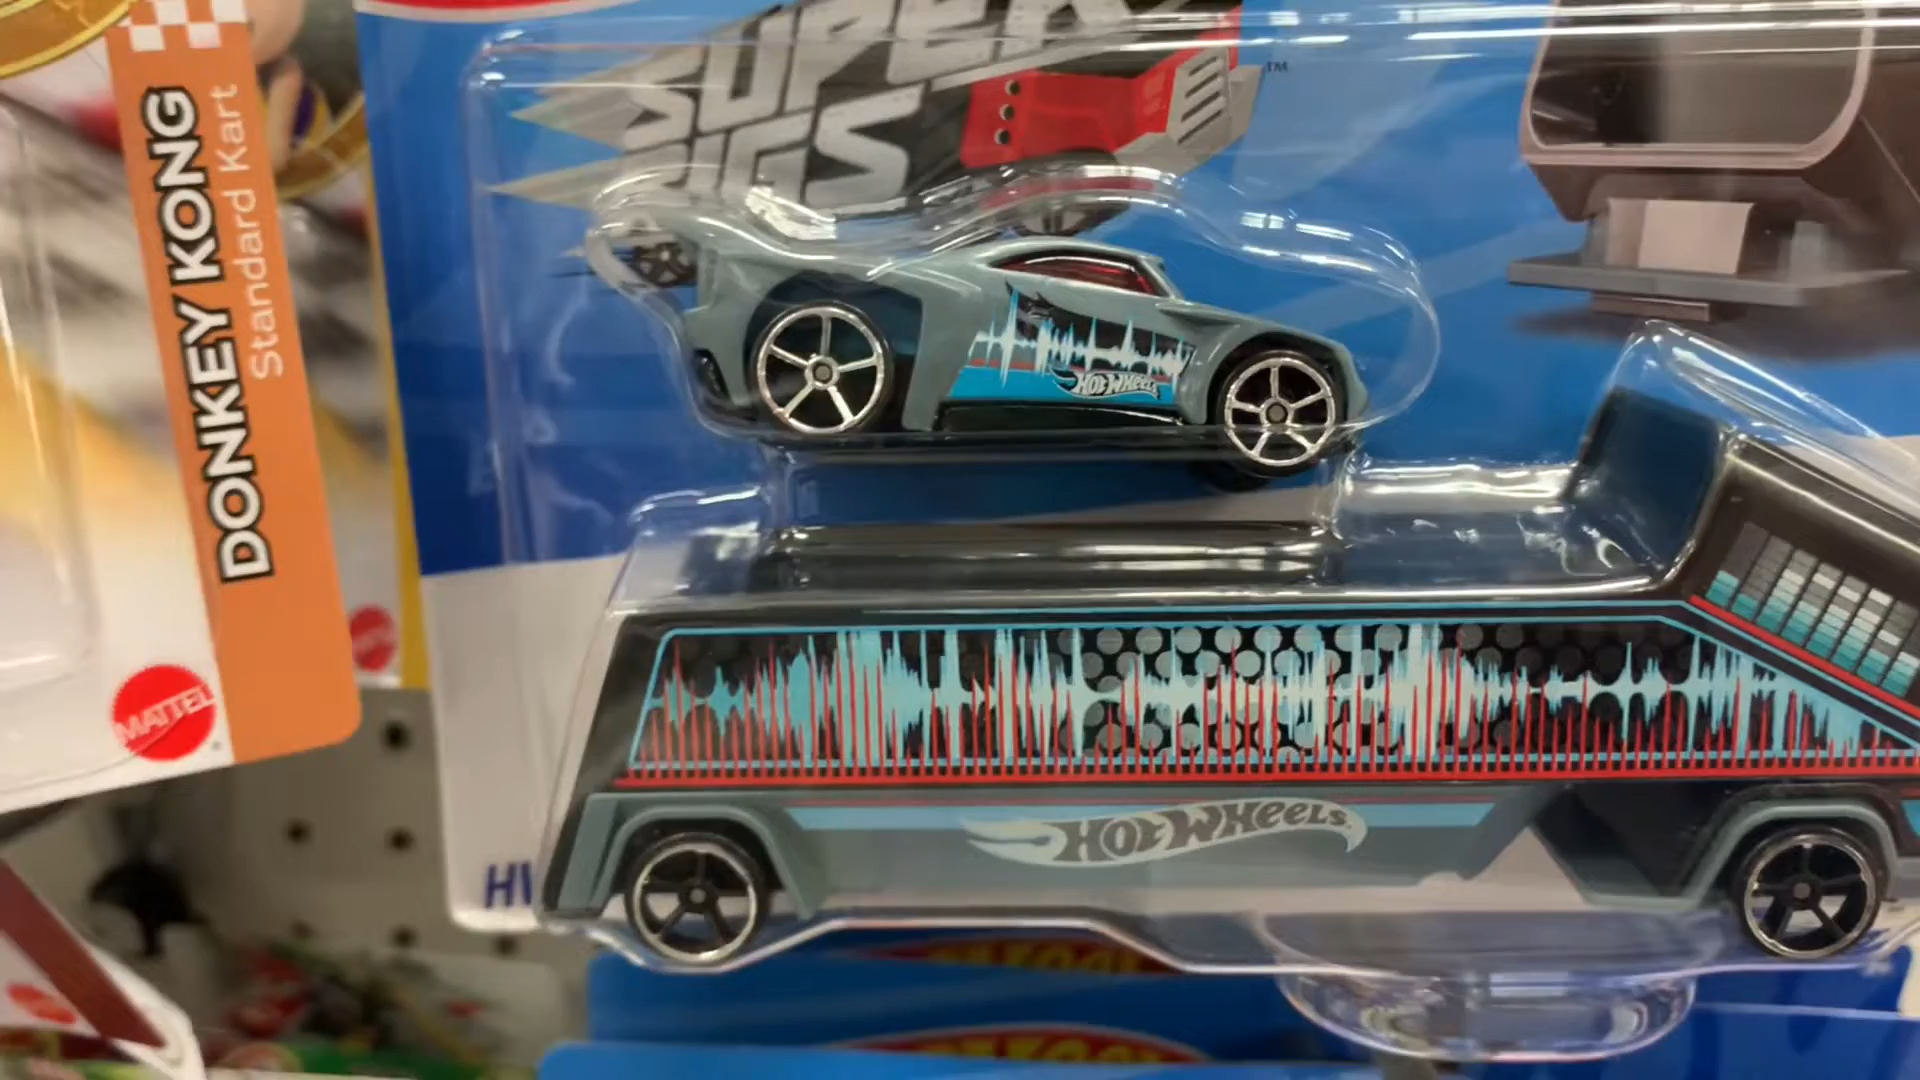 DONKEY KONG
Standard Kart
MATTEL
SUPER
RIGS
™
HOT WHEELS
HOT WHEELS